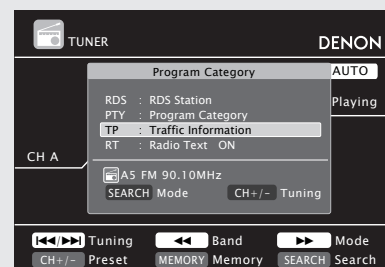 TUNER
DENON
Program Category
AUTO
RDS : RDS Station
Playing
PTY : Program Category
TP : Traffic Information
RT : Radio Text ON
CH A
A5 FM 90.10MHz
SEARCH Mode CH+/- Tuning
⏮/⏭ Tuning ◀◀ Band ▶▶ Mode
CH+/- Preset MEMORY Memory SEARCH Search